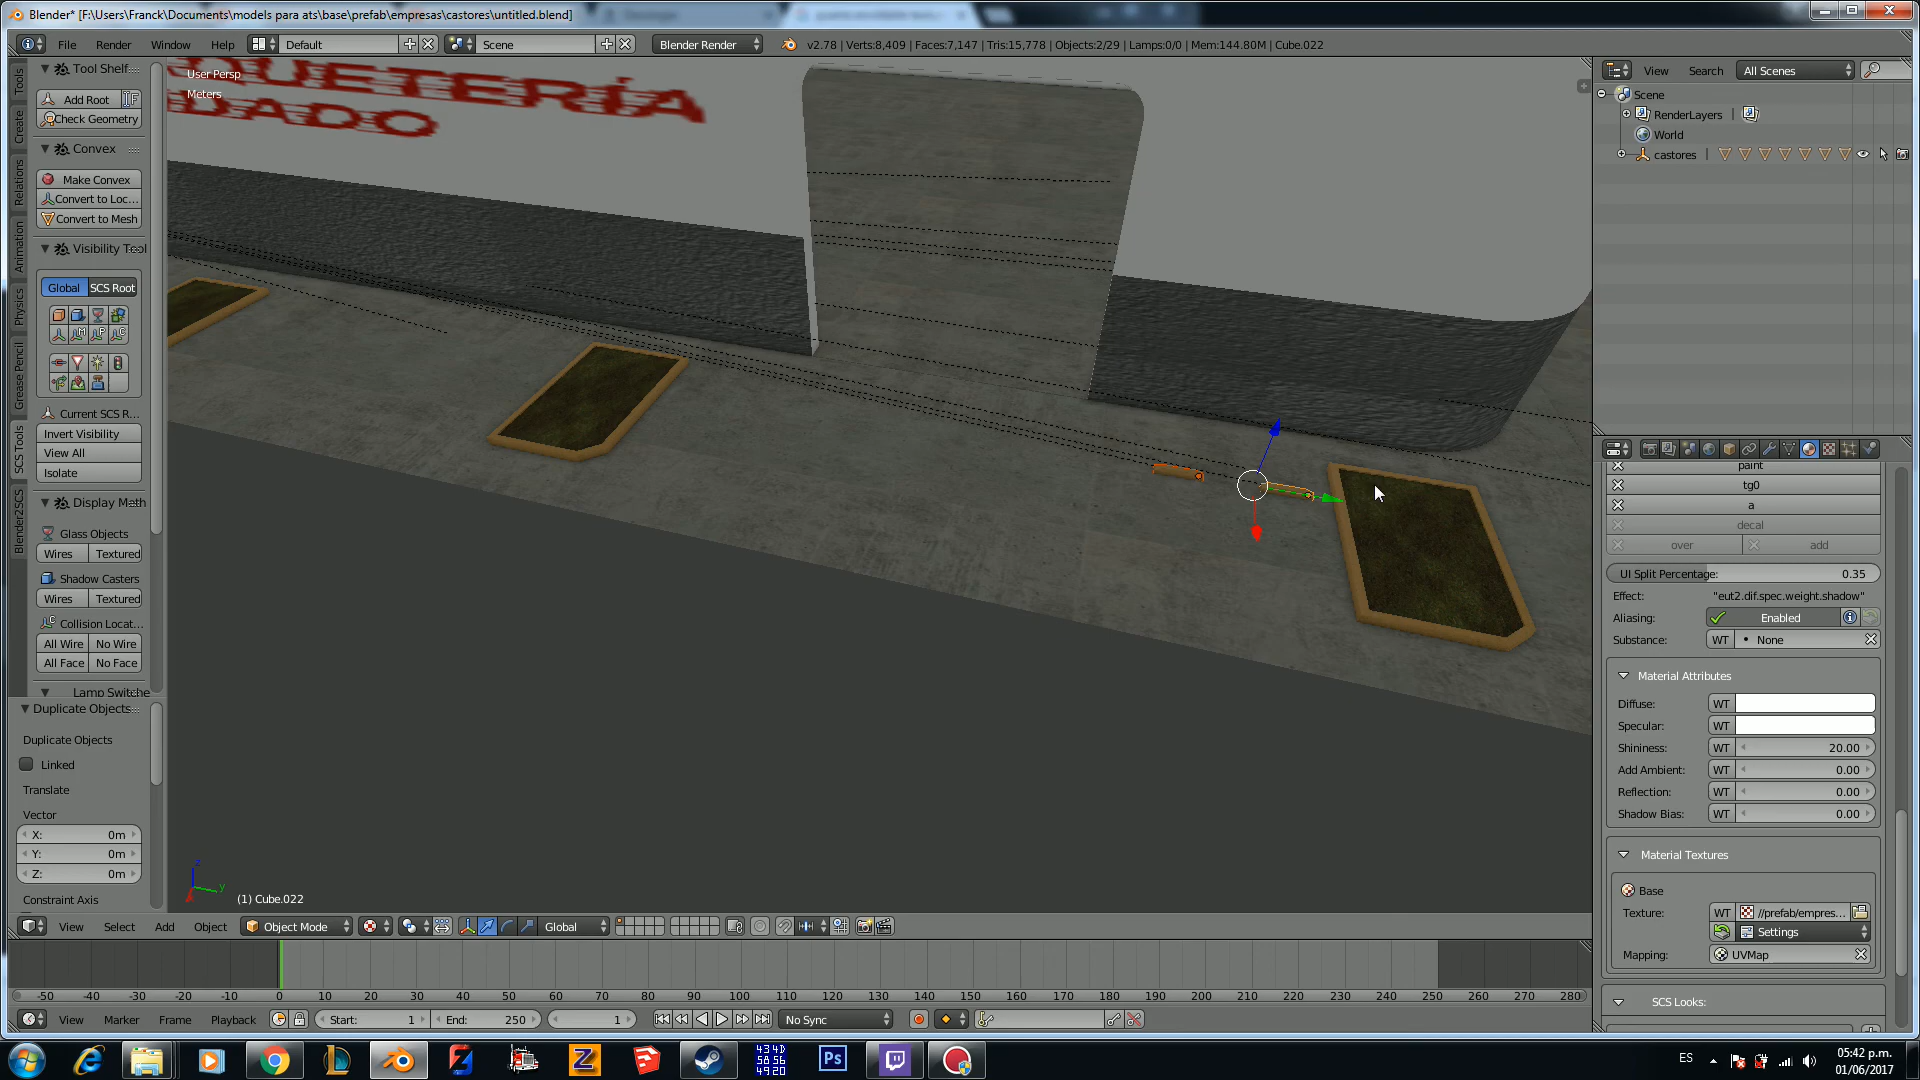 Blender* [F:\Users\Franck\Documents\models para ats\base\prefab\empresas\castores\untitled.blend]
File
Render
Window
Help
Default
Scene
Blender Render
v2.78 | Verts:8,409 | Faces:7,147 | Tris:15,778 | Objects:2/29 | Lamps:0/0 | Mem:144.80M | Cube.022
Tools
Create
Relations
Animation
Physics
Grease Pencil
SCS Tools
Blender2SCS
Tool Shelf
Add Root
Check Geometry
Convex
Make Convex
Convert to Loc...
Convert to Mesh
Visibility Tool
Global
SCS Root
Current SCS R...
Invert Visibility
View All
Isolate
Display Meth
Glass Objects
Wires
Textured
Shadow Casters
Wires
Textured
Collision Locat...
All Wire
No Wire
All Face
No Face
Lamp Switche
Duplicate Objects
Duplicate Objects
Linked
Translate
Vector
X: 0m
Y: 0m
Z: 0m
Constraint Axis
User Persp
Meters
QUETERÍA
DADO
z
y
(1) Cube.022
View
Select
Add
Object
Object Mode
Global
-50 -40 -30 -20 -10 0 10 20 30 40 50 60 70 80 90 100 110 120 130 140 150 160 170 180 190 200 210 220 230 240 250 260 270 280
View
Marker
Frame
Playback
Start: 1
End: 250
1
No Sync
View
Search
All Scenes
Scene
RenderLayers
World
castores
paint
tg0
a
decal
over
add
UI Split Percentage: 0.35
Effect: "eut2.dif.spec.weight.shadow"
Aliasing: Enabled
Substance: WT None
Material Attributes
Diffuse: WT
Specular: WT
Shininess: WT 20.00
Add Ambient: WT 0.00
Reflection: WT 0.00
Shadow Bias: WT 0.00
Material Textures
Base
Texture: WT //prefab/empres...
Settings
Mapping: UVMap
SCS Looks:
434D
5856
4920
Ps
ES
05:42 p.m.
01/06/2017